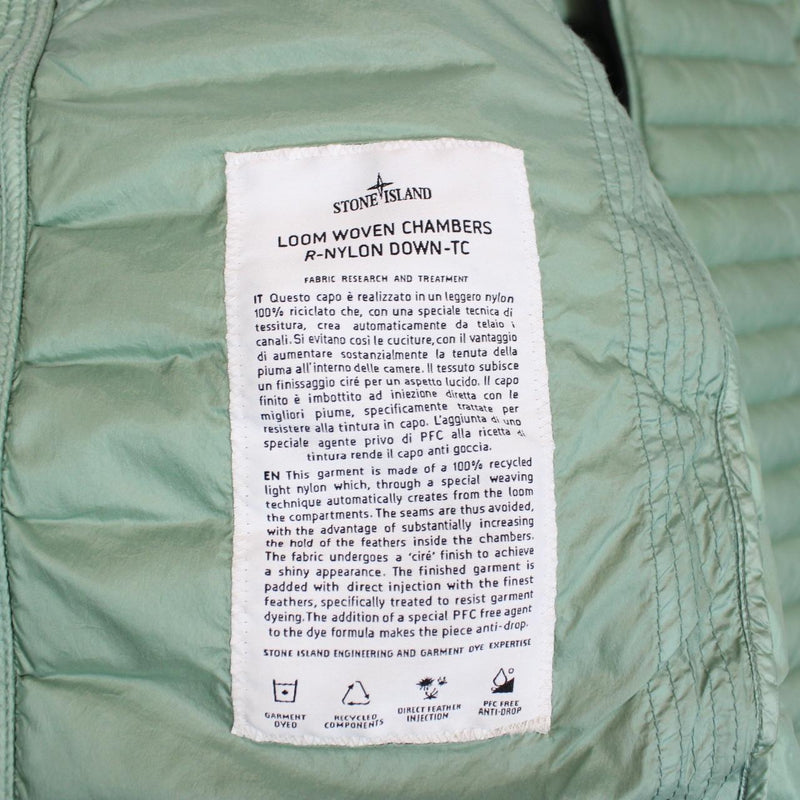 STONE ISLAND
LOOM WOVEN CHAMBERS
R-NYLON DOWN-TC
FABRIC RESEARCH AND TREATMENT
IT Questo capo è realizzato in un leggero nylon
100% riciclato che, con una speciale tecnica di
tessitura, crea automaticamente da telaio i
canali. Si evitano così le cuciture, con il vantaggio
di aumentare sostanzialmente la tenuta della
piuma all'interno delle camere. Il tessuto subisce
un finissaggio ciré per un aspetto lucido. Il capo
finito è imbottito ad iniezione diretta con le
migliori piume, specificamente trattate per
resistere alla tintura in capo. L'aggiunta di uno
speciale agente privo di PFC alla ricetta di
tintura rende il capo anti goccia.
EN This garment is made of a 100% recycled
light nylon which, through a special weaving
technique automatically creates from the loom
the compartments. The seams are thus avoided,
with the advantage of substantially increasing
the hold of the feathers inside the chambers.
The fabric undergoes a 'ciré' finish to achieve
a shiny appearance. The finished garment is
padded with direct injection with the finest
feathers, specifically treated to resist garment
dyeing. The addition of a special PFC free agent
to the dye formula makes the piece anti-drop.
STONE ISLAND ENGINEERING AND GARMENT DYE EXPERTISE
GARMENT DYED
RECYCLED COMPONENTS
DIRECT FEATHER INJECTION
PFC FREE ANTI-DROP